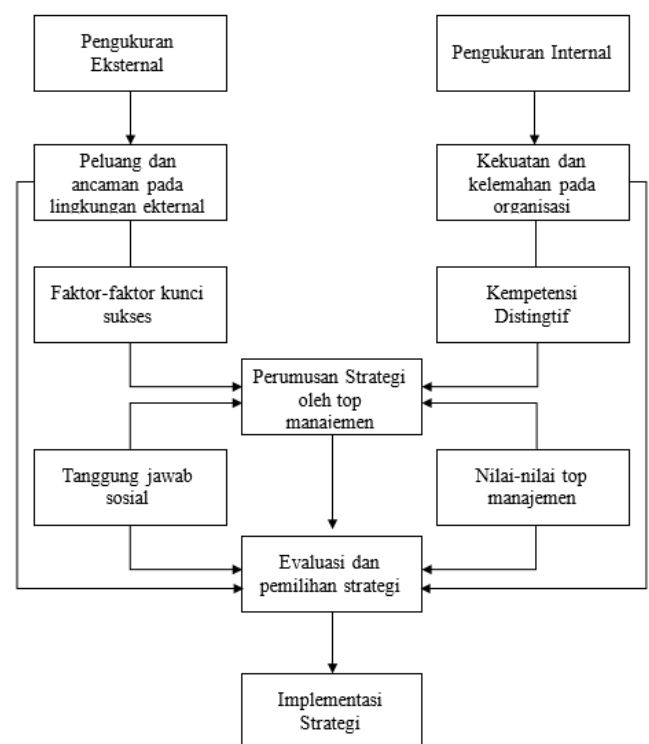 Pengukuran
Eksternal
Pengukuran Internal
Peluang dan
ancaman pada
lingkungan ekternal
Kekuatan dan
kelemahan pada
organisasi
Faktor-faktor kunci
sukses
Kempetensi
Distingtif
Perumusan Strategi
oleh top
manajemen
Tanggung jawab
sosial
Nilai-nilai top
manajemen
Evaluasi dan
pemilihan strategi
Implementasi
Strategi